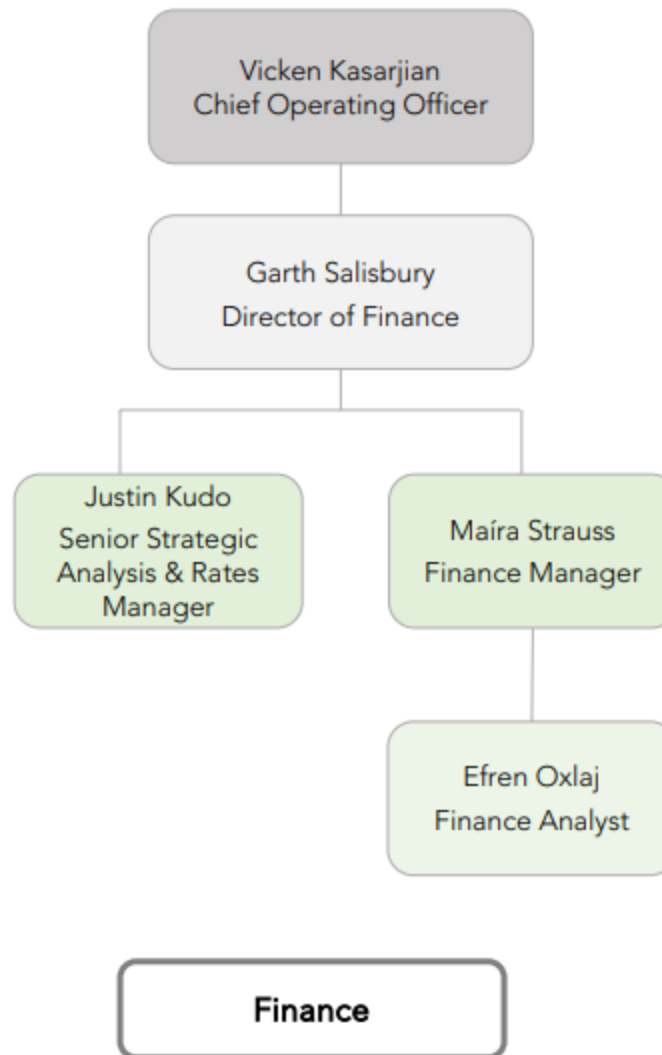 Vicken Kasarjian
Chief Operating Officer
Garth Salisbury
Director of Finance
Justin Kudo
Senior Strategic
Analysis & Rates
Manager
Maíra Strauss
Finance Manager
Efren Oxlaj
Finance Analyst
Finance